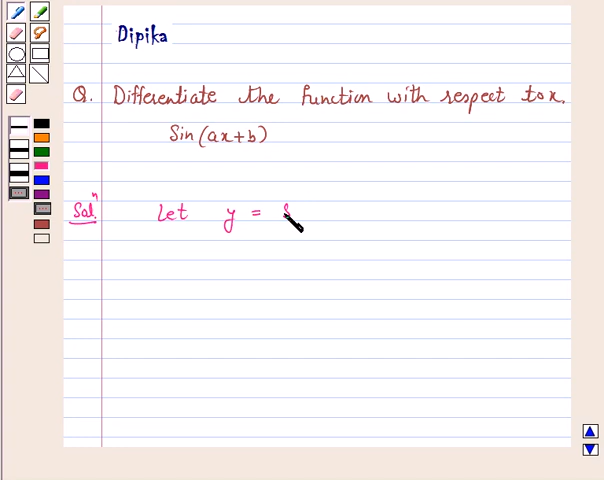 Dipika
Q. Differentiate the function with respect to x.
Sin(ax+b)
Solⁿ Let y = s